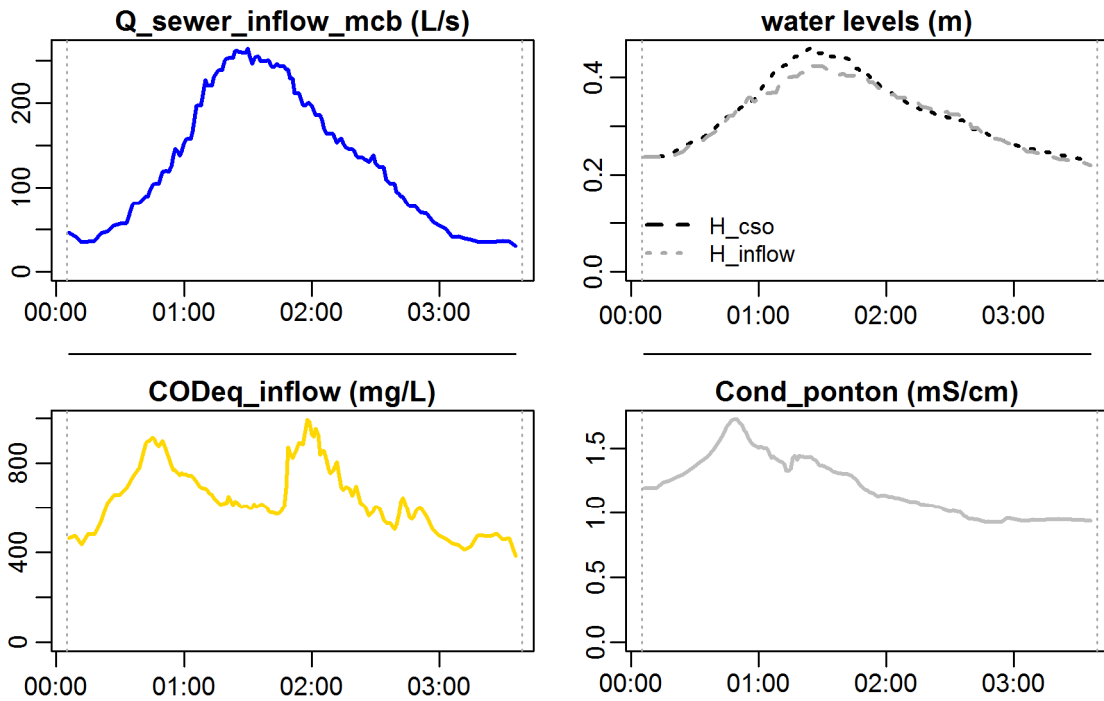 Q_sewer_inflow_mcb (L/s)
0
100
200
00:00 01:00 02:00 03:00
water levels (m)
0.0
0.2
0.4
H_cso
H_inflow
00:00 01:00 02:00 03:00
CODeq_inflow (mg/L)
0
400
800
00:00 01:00 02:00 03:00
Cond_ponton (mS/cm)
0.0
0.5
1.0
1.5
00:00 01:00 02:00 03:00